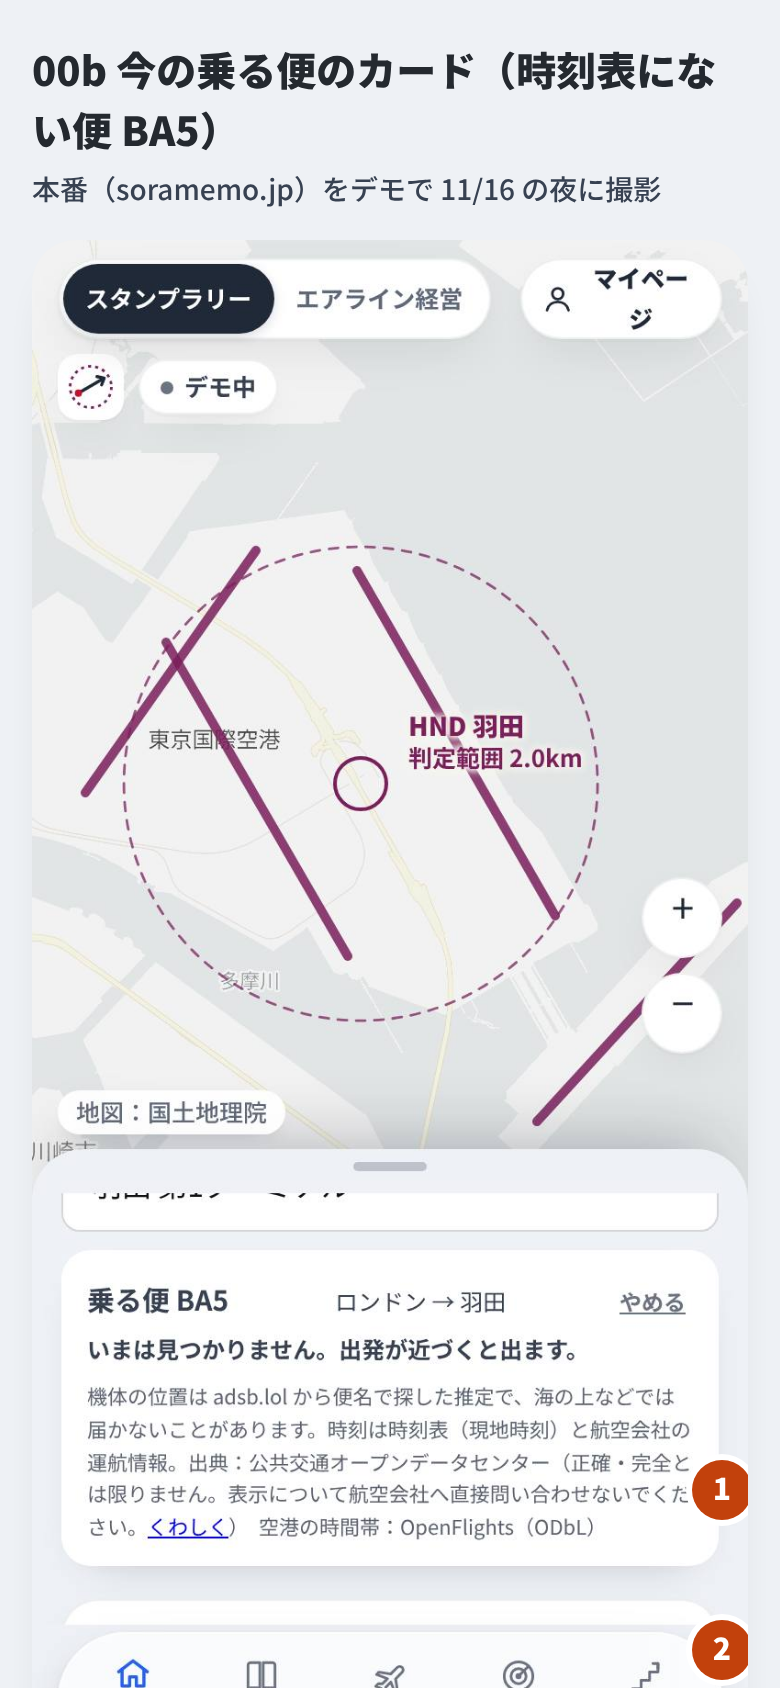 00b 今の乗る便のカード（時刻表にな
い便 BA5）
本番（soramemo.jp）をデモで 11/16 の夜に撮影
スタンプラリー
エアライン経営
マイペー
ジ
デモ中
HND 羽田
判定範囲 2.0km
東京国際空港
多摩川
+
−
地図：国土地理院
乗る便 BA5
ロンドン → 羽田
やめる
いまは見つかりません。出発が近づくと出ます。
機体の位置は adsb.lol から便名で探した推定で、海の上などでは
届かないことがあります。時刻は時刻表（現地時刻）と航空会社の
運航情報。出典：公共交通オープンデータセンター（正確・完全と
は限りません。表示について航空会社へ直接問い合わせないでくだ
さい。くわしく） 空港の時間帯：OpenFlights（ODbL）
1
2